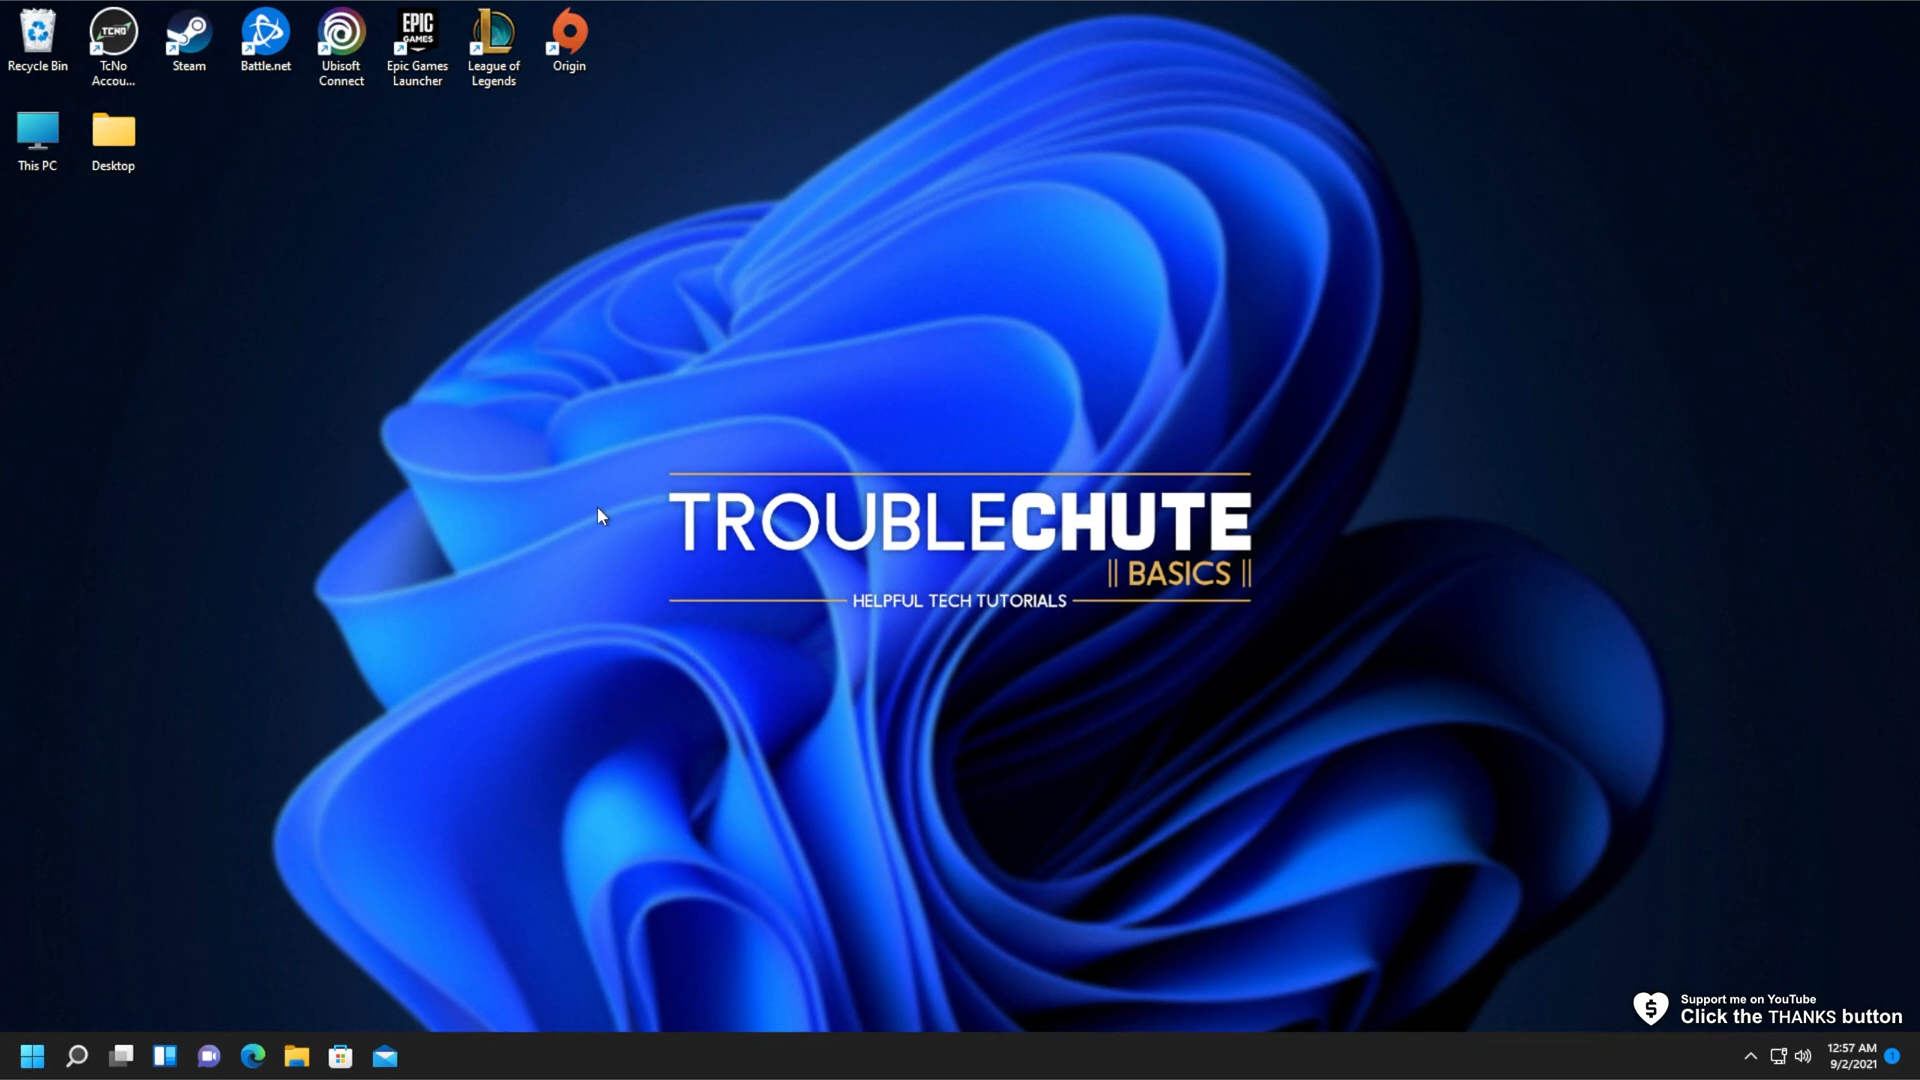 Recycle Bin
TcNo
Accou...
Steam
Battle.net
Ubisoft
Connect
EPIC
GAMES
Epic Games
Launcher
League of
Legends
Origin
This PC
Desktop
TROUBLECHUTE
|| BASICS ||
HELPFUL TECH TUTORIALS
Support me on YouTube
Click the THANKS button
12:57 AM
9/2/2021
1